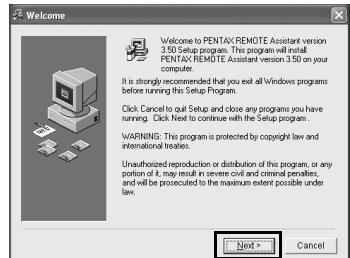 Welcome
Welcome to PENTAX REMOTE Assistant version
3.50 Setup program. This program will install
PENTAX REMOTE Assistant version 3.50 on your
computer.
It is strongly recommended that you exit all Windows programs
before running this Setup Program.
Click Cancel to quit Setup and close any programs you have
running. Click Next to continue with the Setup program .
WARNING: This program is protected by copyright law and
international treaties.
Unauthorized reproduction or distribution of this program, or any
portion of it, may result in severe civil and criminal penalties,
and will be prosecuted to the maximum extent possible under
law.
Next >
Cancel